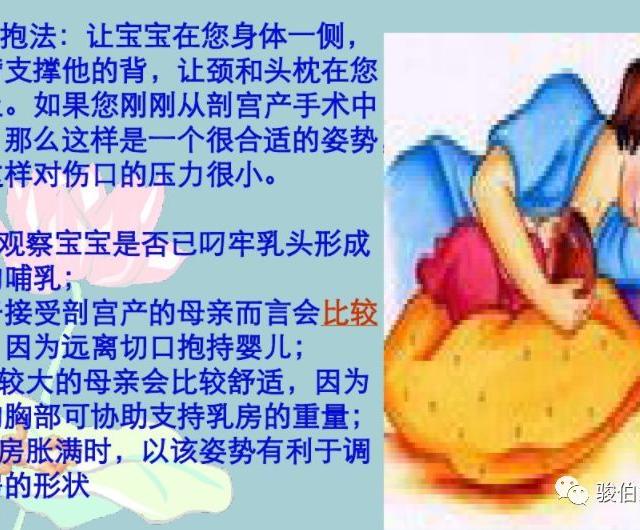 抱法：让宝宝在您身体一侧，
支撑他的背，让颈和头枕在您
。如果您刚刚从剖宫产手术中
那么这样是一个很合适的姿势，
这样对伤口的压力很小。
观察宝宝是否已叼牢乳头形成
的哺乳；
接受剖宫产的母亲而言会比较
因为远离切口抱持婴儿；
较大的母亲会比较舒适，因为
的胸部可协助支持乳房的重量；
房胀满时，以该姿势有利于调
的形状
骏伯